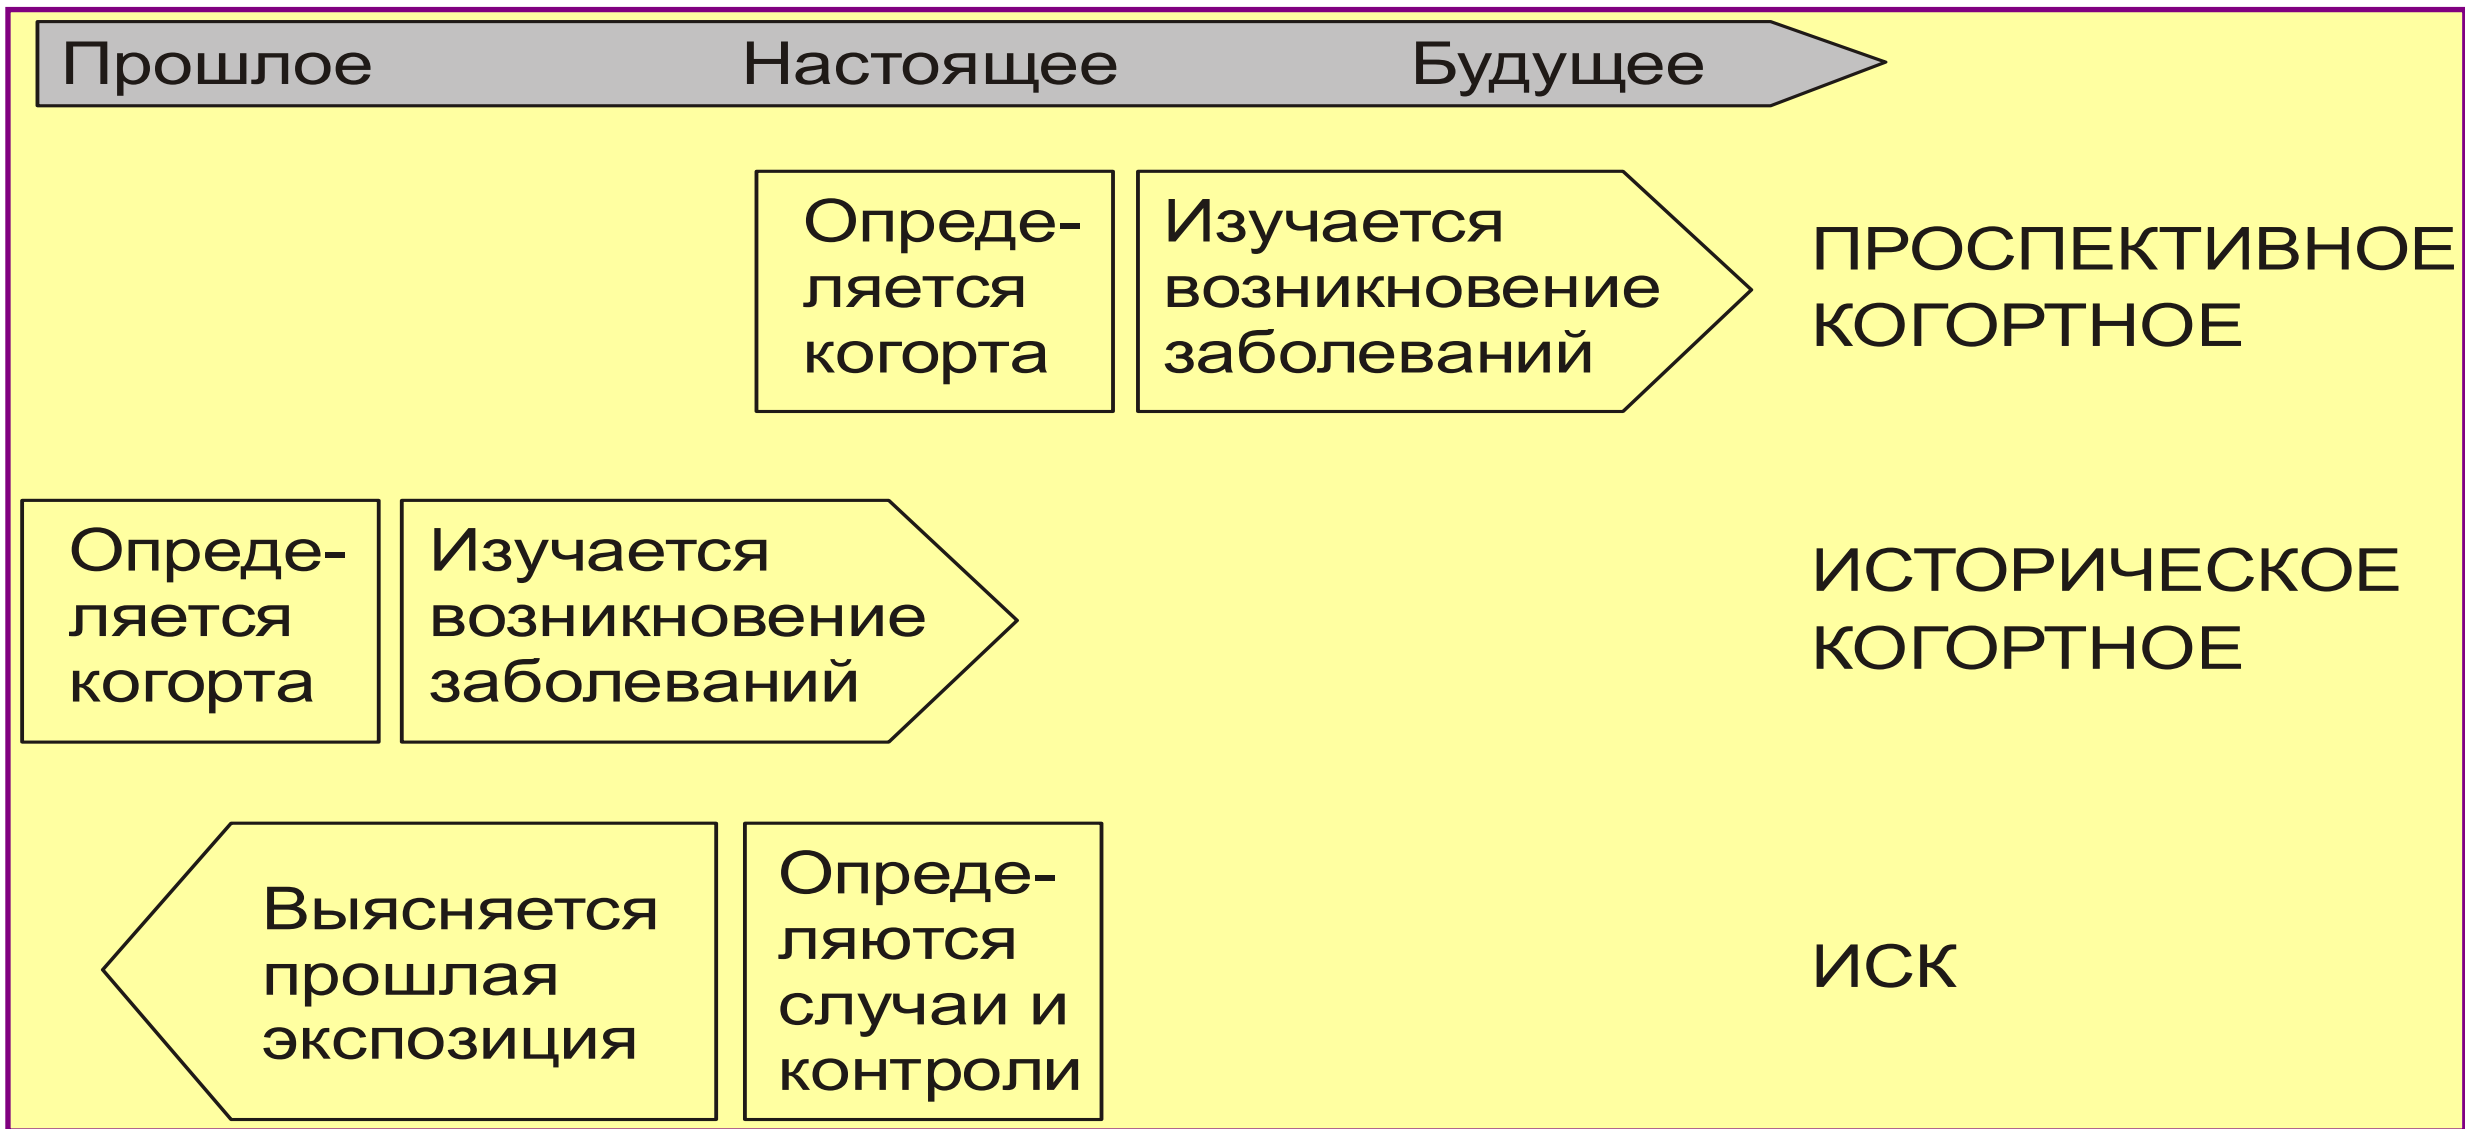 Прошлое Настоящее Будущее
Опреде-
ляется
когорта
Изучается
возникновение
заболеваний
ПРОСПЕКТИВНОЕ
КОГОРТНОЕ
Опреде-
ляется
когорта
Изучается
возникновение
заболеваний
ИСТОРИЧЕСКОЕ
КОГОРТНОЕ
Выясняется
прошлая
экспозиция
Опреде-
ляются
случаи и
контроли
ИСК